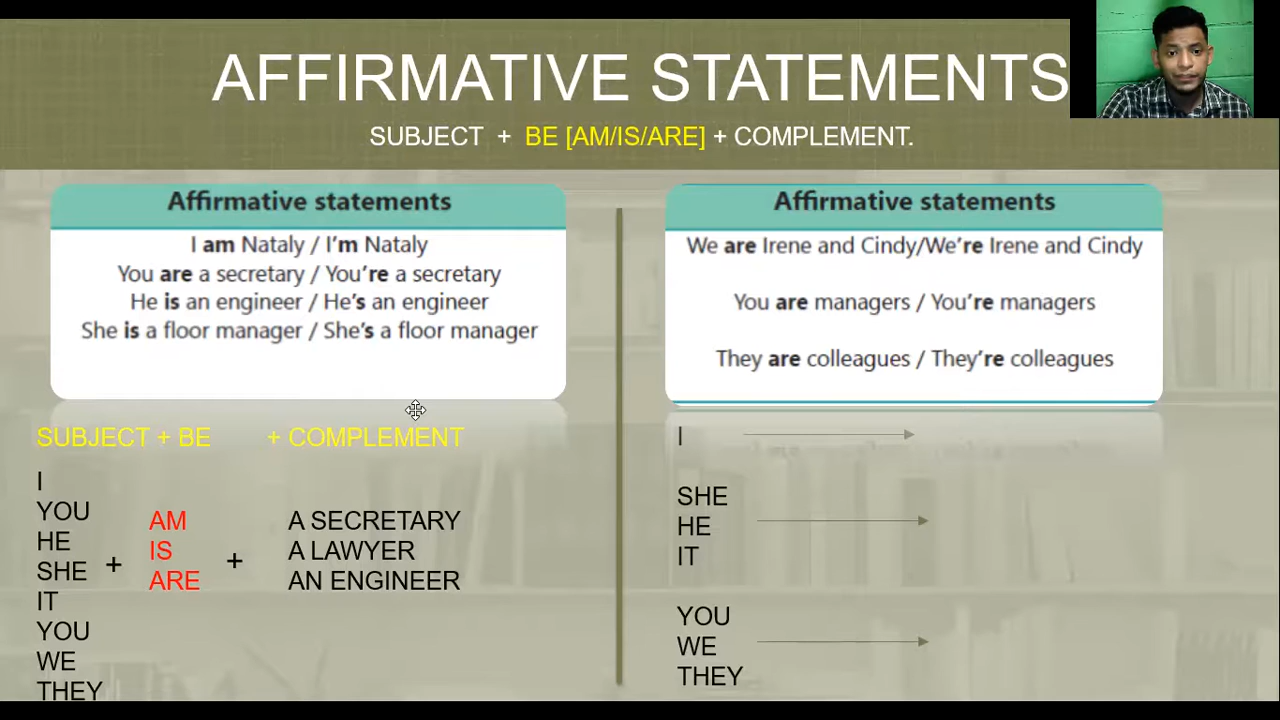 AFFIRMATIVE STATEMENTS
SUBJECT + BE [AM/IS/ARE] + COMPLEMENT.
Affirmative statements
I am Nataly / I'm Nataly
You are a secretary / You're a secretary
He is an engineer / He's an engineer
She is a floor manager / She's a floor manager
Affirmative statements
We are Irene and Cindy/We're Irene and Cindy
You are managers / You're managers
They are colleagues / They're colleagues
SUBJECT + BE + COMPLEMENT
I
YOU
HE
SHE
IT
YOU
WE
THEY
+
AM
IS
ARE
+
A SECRETARY
A LAWYER
AN ENGINEER
I
SHE
HE
IT
YOU
WE
THEY